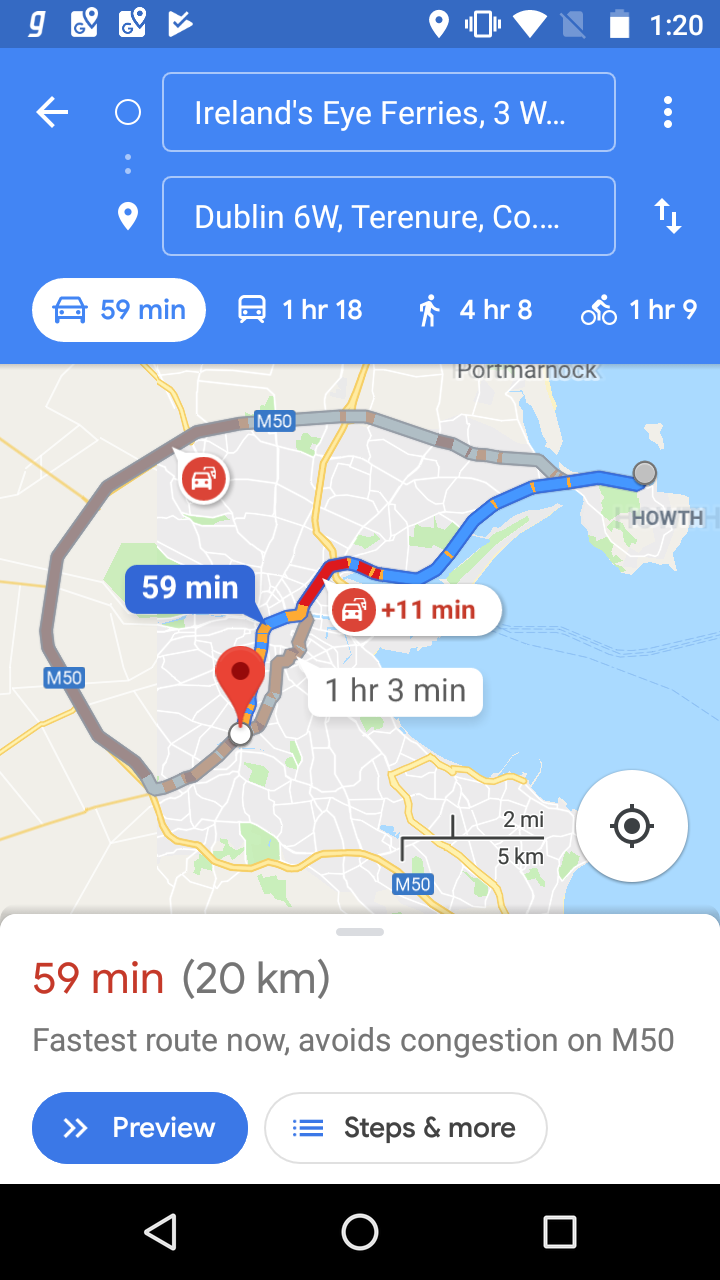 1:20
Ireland's Eye Ferries, 3 W...
Dublin 6W, Terenure, Co....
59 min
1 hr 18
4 hr 8
1 hr 9
Portmarnock
M50
HOWTH
59 min
+11 min
M50
1 hr 3 min
2 mi
5 km
M50
59 min (20 km)
Fastest route now, avoids congestion on M50
Preview
Steps & more